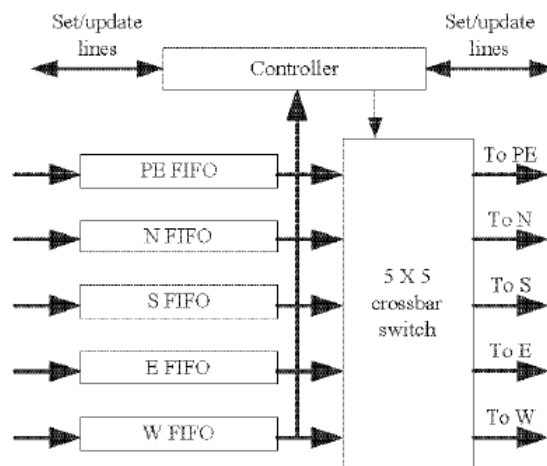 Set/update
lines
Set/update
lines
Controller
PE FIFO
To PE
N FIFO
To N
5 X 5
crossbar
switch
S FIFO
To S
E FIFO
To E
W FIFO
To W